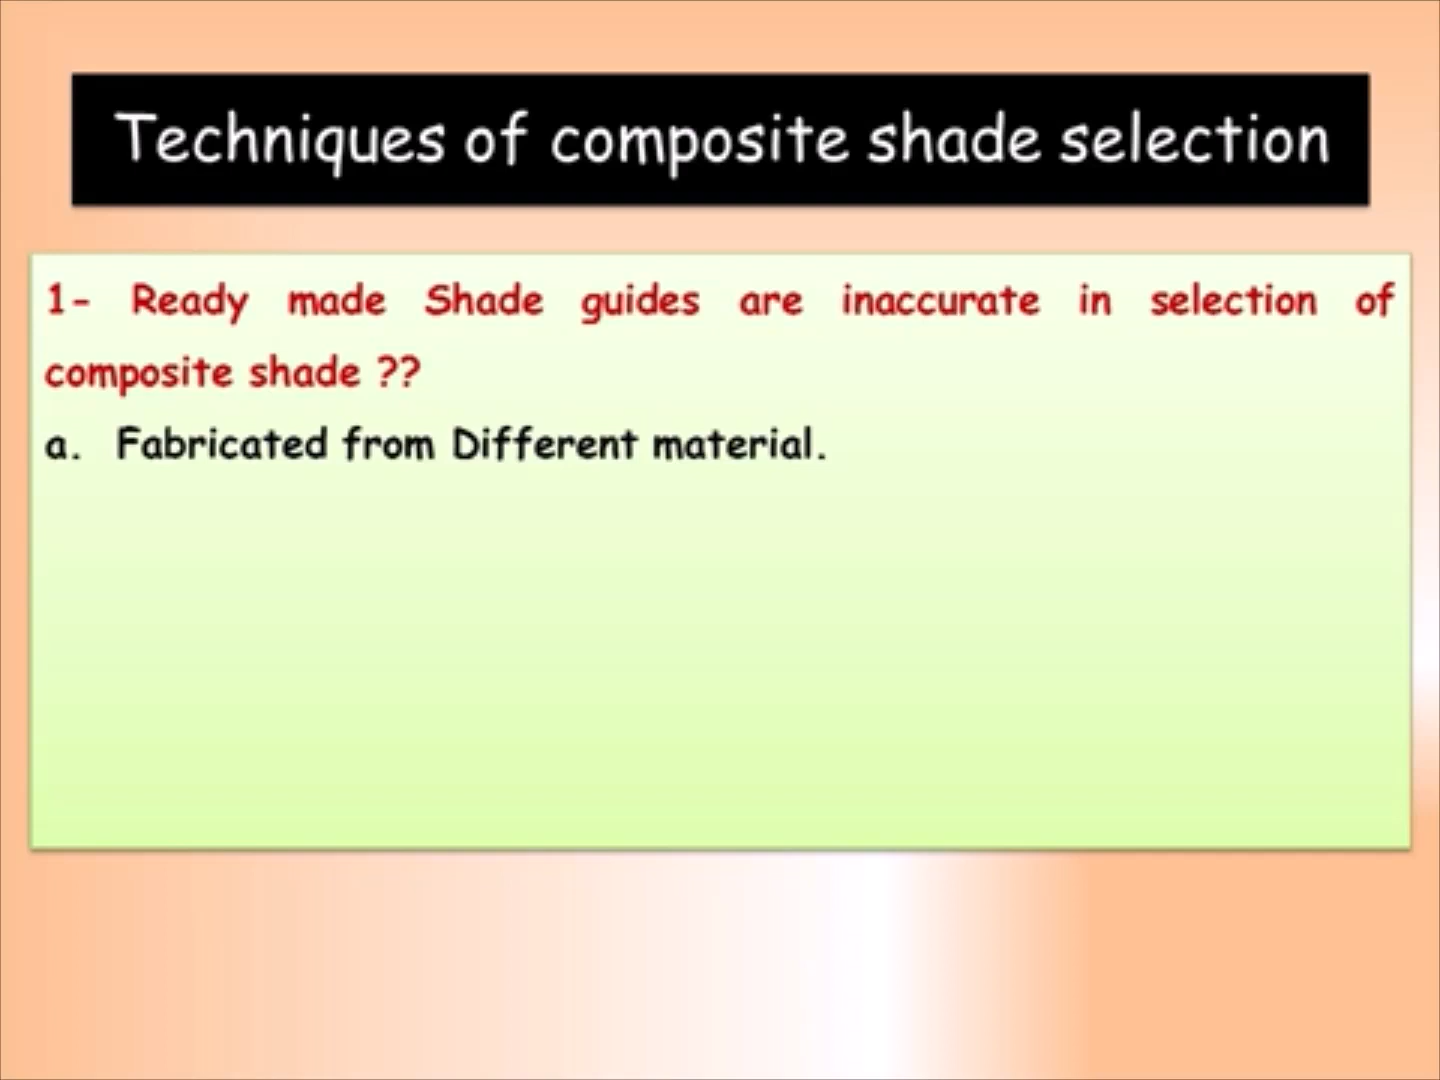 Techniques of composite shade selection
1- Ready made Shade guides are inaccurate in selection of
composite shade ??
a. Fabricated from Different material.